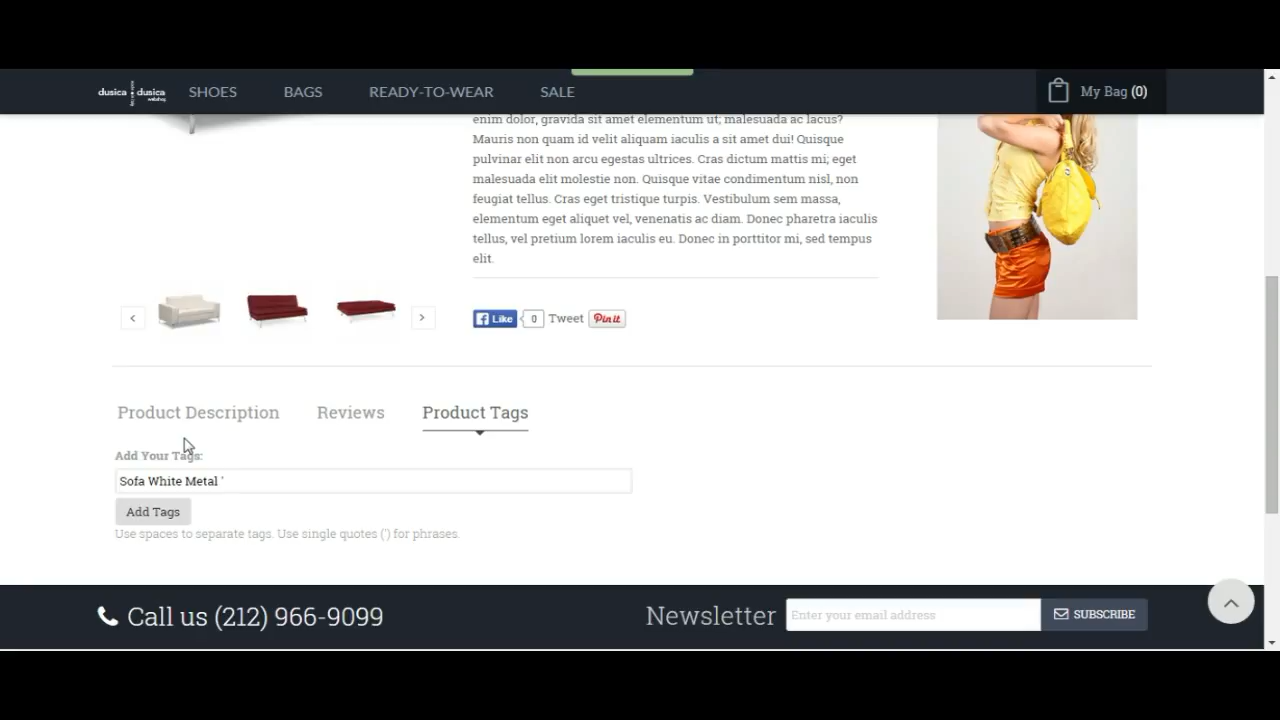 dusica dusica
webshop
SHOES
BAGS
READY-TO-WEAR
SALE
My Bag (0)
enim dolor, gravida sit amet elementum ut; malesuada ac lacus?
Mauris non quam id velit aliquam iaculis a sit amet dui! Quisque
pulvinar elit non arcu egestas ultrices. Cras dictum mattis mi; eget
malesuada elit molestie non. Quisque vitae condimentum nisl, non
feugiat tellus. Cras eget tristique turpis. Vestibulum sem massa,
elementum eget aliquet vel, venenatis ac diam. Donec pharetra iaculis
tellus, vel pretium lorem iaculis eu. Donec in porttitor mi, sed tempus
elit.
Like 0 Tweet Pin it
Product Description
Reviews
Product Tags
Add Your Tags:
Sofa White Metal '
Add Tags
Use spaces to separate tags. Use single quotes (') for phrases.
Call us (212) 966-9099
Newsletter
Enter your email address
SUBSCRIBE